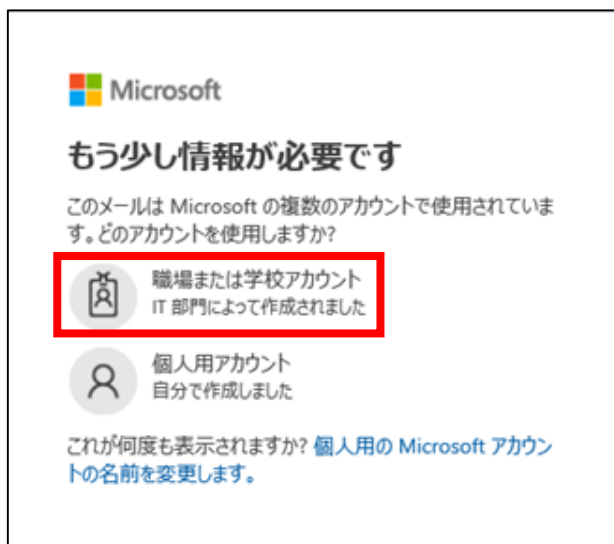 Microsoft
もう少し情報が必要です
このメールは Microsoft の複数のアカウントで使用されていま
す。どのアカウントを使用しますか?
職場または学校アカウント
IT 部門によって作成されました
個人用アカウント
自分で作成しました
これが何度も表示されますか? 個人用の Microsoft アカウン
トの名前を変更します。